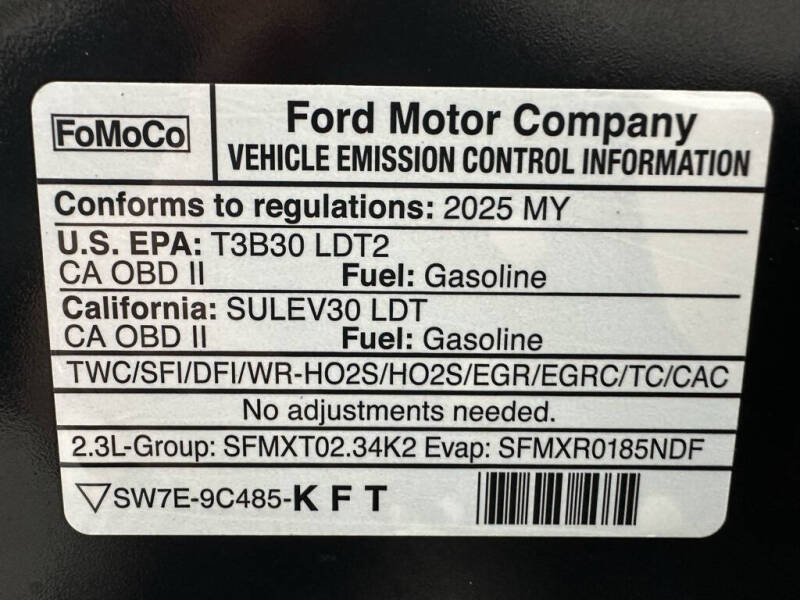 FoMoCo
Ford Motor Company
VEHICLE EMISSION CONTROL INFORMATION
Conforms to regulations: 2025 MY
U.S. EPA: T3B30 LDT2
CA OBD II Fuel: Gasoline
California: SULEV30 LDT
CA OBD II Fuel: Gasoline
TWC/SFI/DFI/WR-HO2S/HO2S/EGR/EGRC/TC/CAC
No adjustments needed.
2.3L-Group: SFMXT02.34K2 Evap: SFMXR0185NDF
SW7E-9C485-K F T